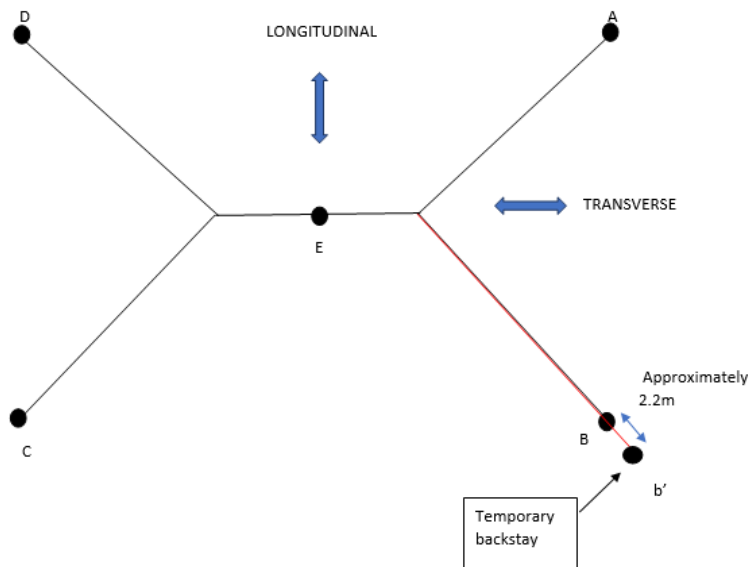 D
A
LONGITUDINAL
TRANSVERSE
E
Approximately
2.2m
B
C
b'
Temporary
backstay